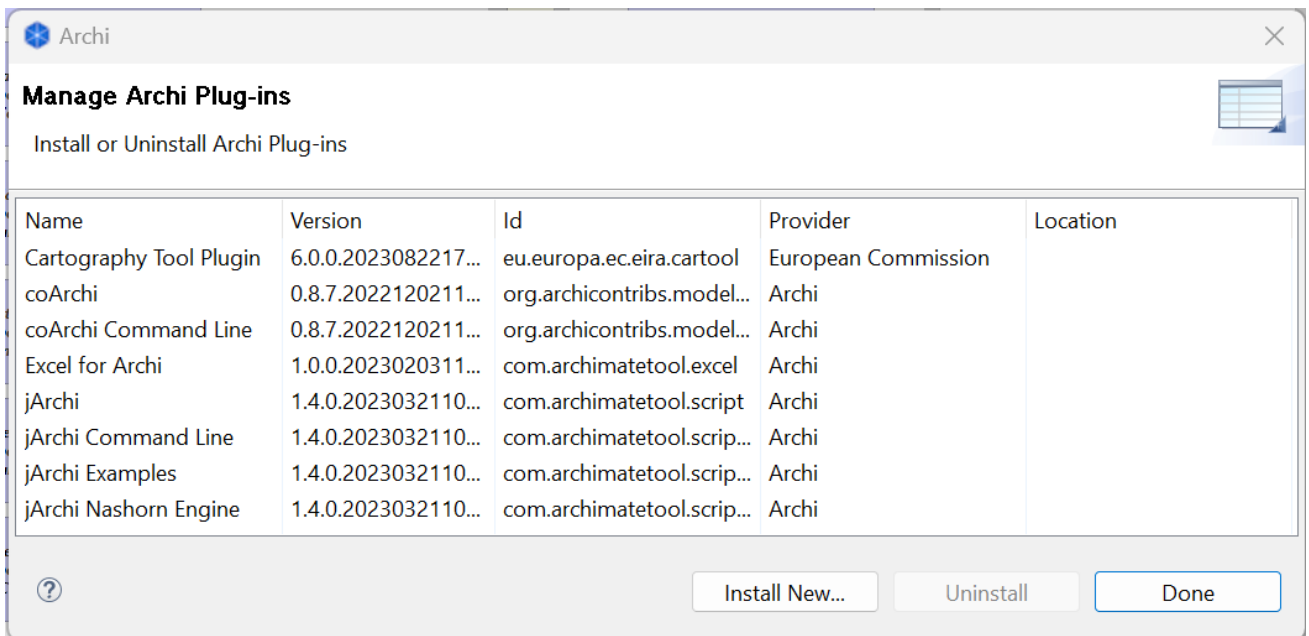 Archi
Manage Archi Plug-ins
Install or Uninstall Archi Plug-ins
Name Version Id Provider Location
Cartography Tool Plugin 6.0.0.2023082217... eu.europa.ec.eira.cartool European Commission
coArchi 0.8.7.2022120211... org.archicontribs.model... Archi
coArchi Command Line 0.8.7.2022120211... org.archicontribs.model... Archi
Excel for Archi 1.0.0.2023020311... com.archimatetool.excel Archi
jArchi 1.4.0.2023032110... com.archimatetool.script Archi
jArchi Command Line 1.4.0.2023032110... com.archimatetool.scrip... Archi
jArchi Examples 1.4.0.2023032110... com.archimatetool.scrip... Archi
jArchi Nashorn Engine 1.4.0.2023032110... com.archimatetool.scrip... Archi
? Install New... Uninstall Done